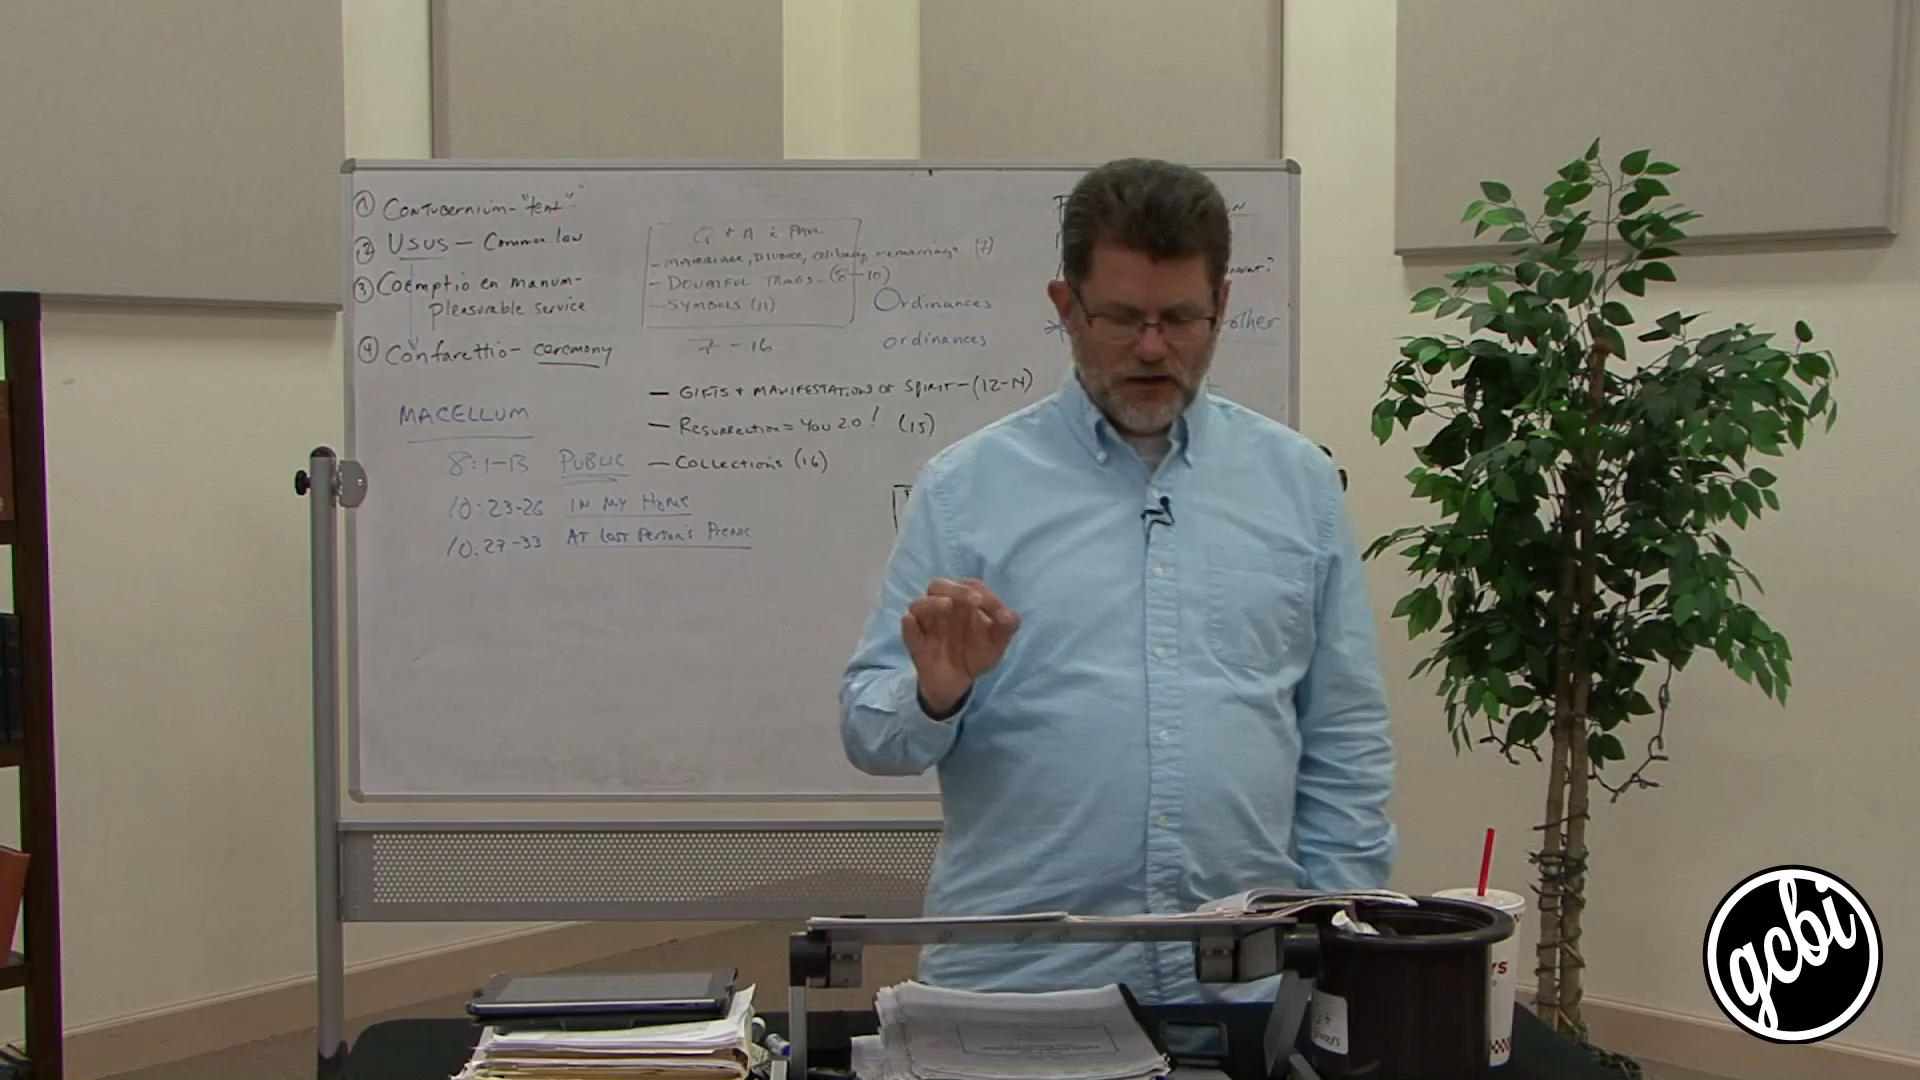 ① Contubernium - "tent"
② Usus - Common law
③ Coemptio en manum -
pleasurable service
④ Confarettio - ceremony
MACELLUM
8:1-13 PUBLIC
10:23-26 IN MY HOME
10:27-33 AT Lost Person's Picnic
Q + A c PAUL
- MARRIAGE, DIVORCE, celibacy, remarriage (7)
- DOUBTFUL THINGS - (8-10)
- SYMBOLS (11)
7-16
Ordinances
ordinances
- GIFTS + MANIFESTATION OF SPIRIT - (12-14)
- Resurrection = You 2.0! (15)
- Collections (16)
other
gcbi